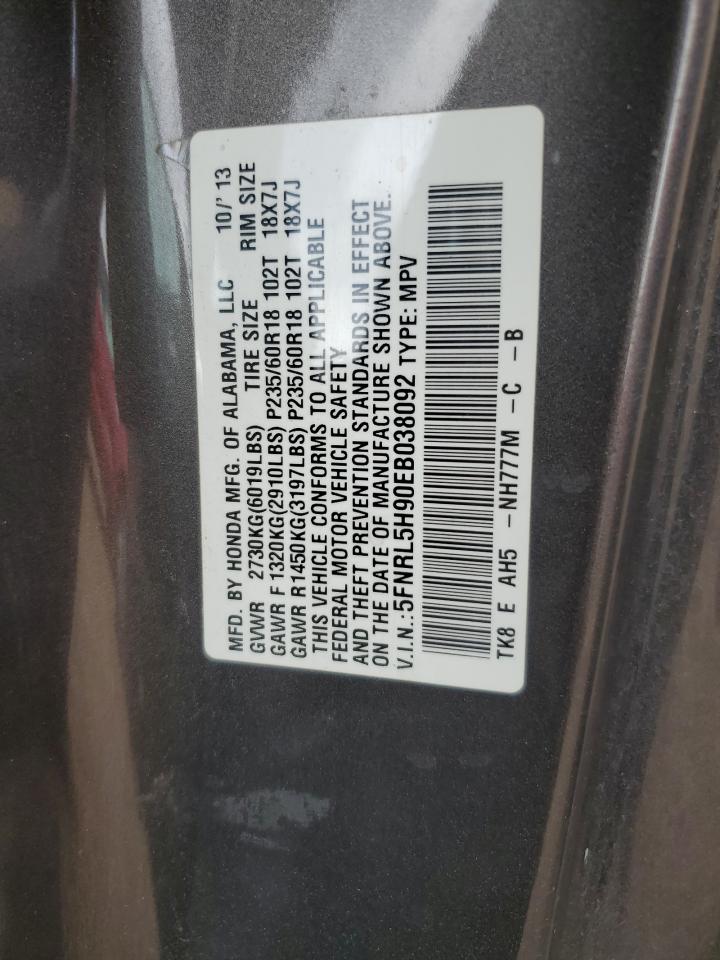 MFD. BY HONDA MFG. OF ALABAMA, LLC 10/' 13
GVWR 2730KG(6019LBS) TIRE SIZE RIM SIZE
GAWR F 1320KG(2910LBS) P235/60R18 102T 18X7J
GAWR R1450KG(3197LBS) P235/60R18 102T 18X7J
THIS VEHICLE CONFORMS TO ALL APPLICABLE
FEDERAL MOTOR VEHICLE SAFETY
AND THEFT PREVENTION STANDARDS IN EFFECT
ON THE DATE OF MANUFACTURE SHOWN ABOVE.
V.I.N.:5FNRL5H90EB038092 TYPE: MPV
TK8 E AH5 -NH777M -C -B